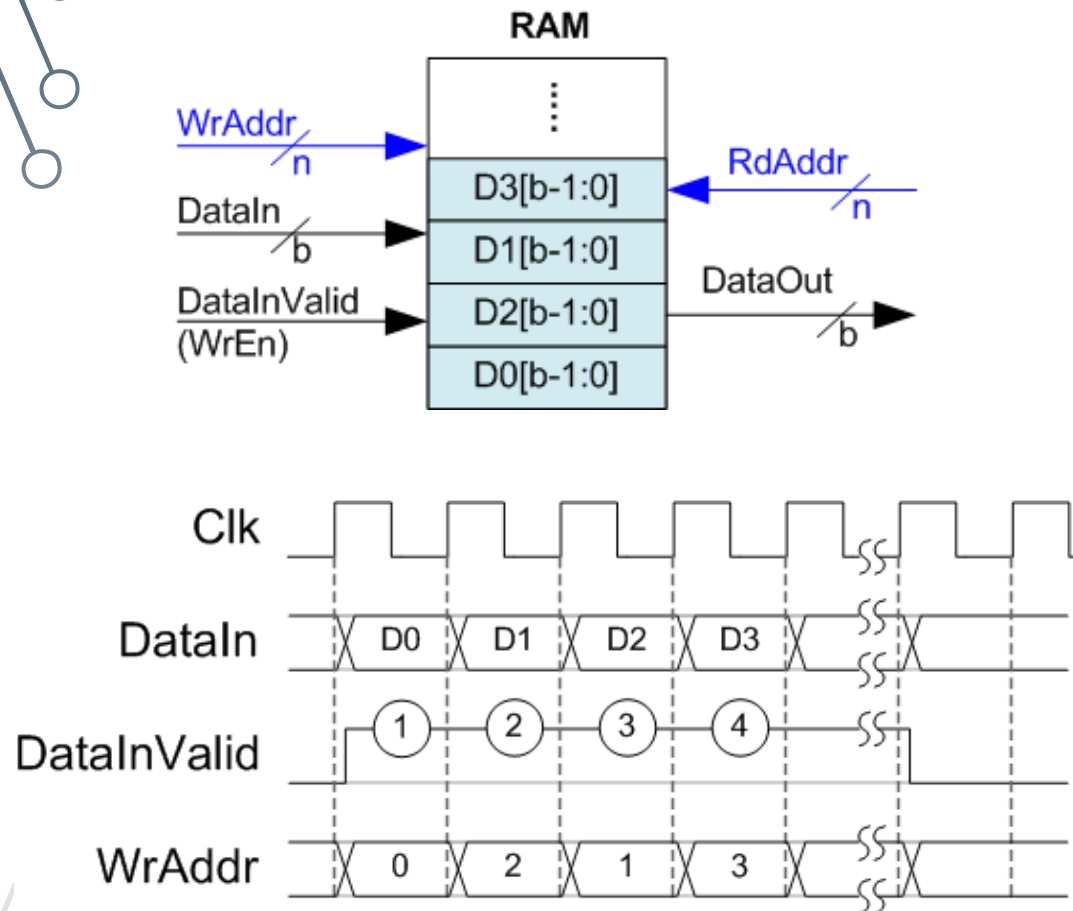 RAM
WrAddr
n
D3[b-1:0]
RdAddr
n
DataIn
b
D1[b-1:0]
DataInValid
(WrEn)
D2[b-1:0]
DataOut
b
D0[b-1:0]
Clk
DataIn D0 D1 D2 D3
DataInValid 1 2 3 4
WrAddr 0 2 1 3